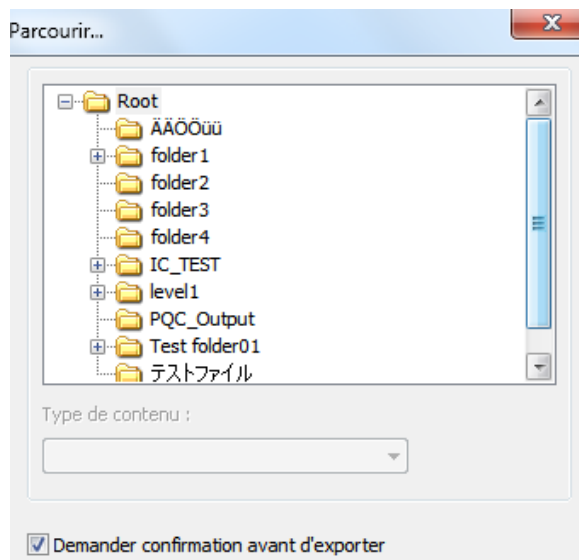 Parcourir...
Root
ÄÄÖÖüü
folder1
folder2
folder3
folder4
IC_TEST
level1
PQC_Output
Test folder01
テストファイル
Type de contenu :
Demander confirmation avant d'exporter